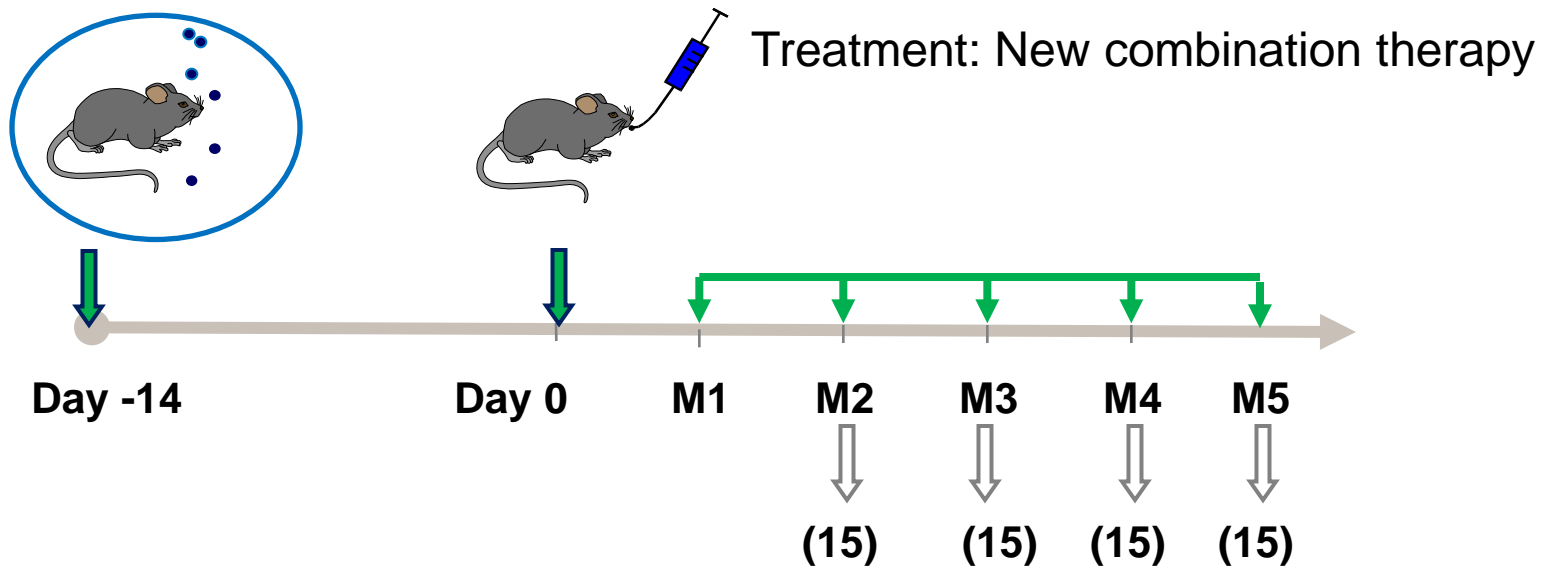 Treatment: New combination therapy
Day -14 Day 0 M1 M2 M3 M4 M5
(15) (15) (15) (15)